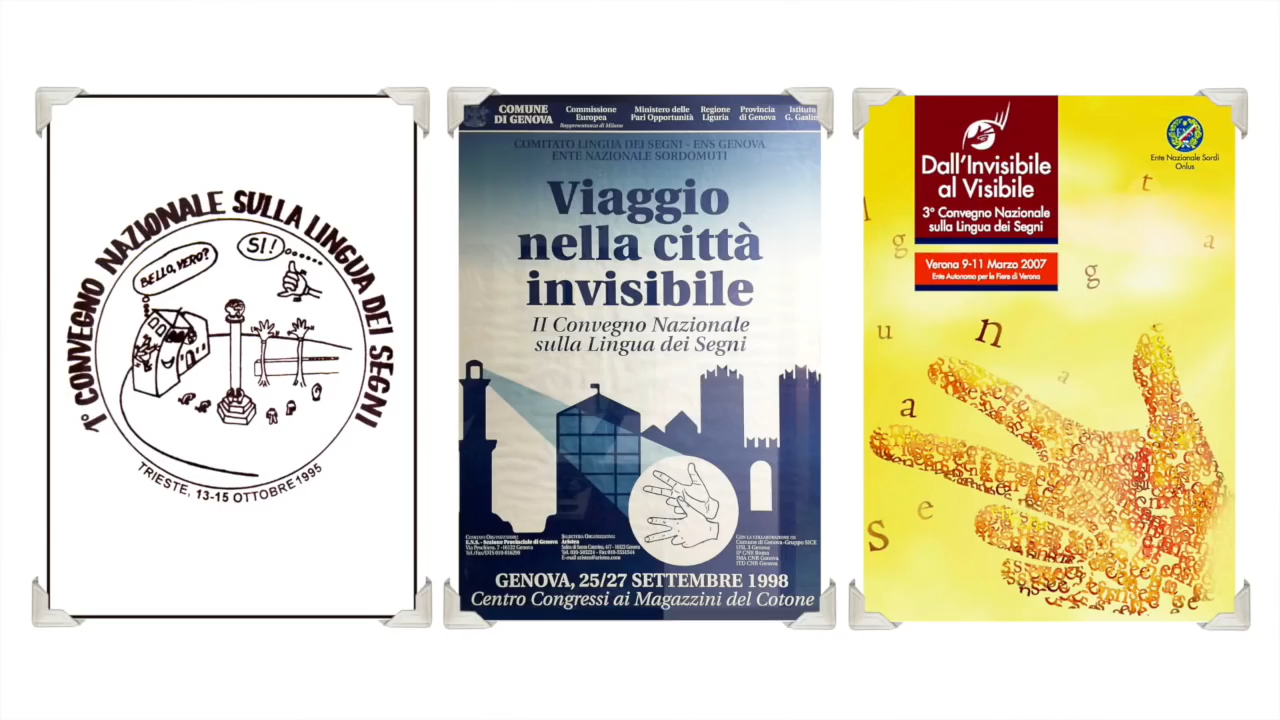 1° CONVEGNO NAZIONALE SULLA LINGUA DEI SEGNI
BELLO, VERO?
SI!
TRIESTE, 13-15 OTTOBRE 1995
COMUNE
DI GENOVA
Commissione
Europea
Rappresentanza di Milano
Ministero delle
Pari Opportunità
Regione
Liguria
Provincia
di Genova
Istituto
G. Gaslini
COMITATO LINGUA DEI SEGNI - ENS GENOVA
ENTE NAZIONALE SORDOMUTI
Viaggio
nella città
invisibile
II Convegno Nazionale
sulla Lingua dei Segni
E.N.S. - Sezione Provinciale di Genova
GENOVA, 25/27 SETTEMBRE 1998
Centro Congressi ai Magazzini del Cotone
Dall'Invisibile
al Visibile
3° Convegno Nazionale
sulla Lingua dei Segni
Verona 9-11 Marzo 2007
Ente Autonomo per le Fiere di Verona
Ente Nazionale Sordi
Onlus
t
l
g
a
g
u
n
a
a
s
e